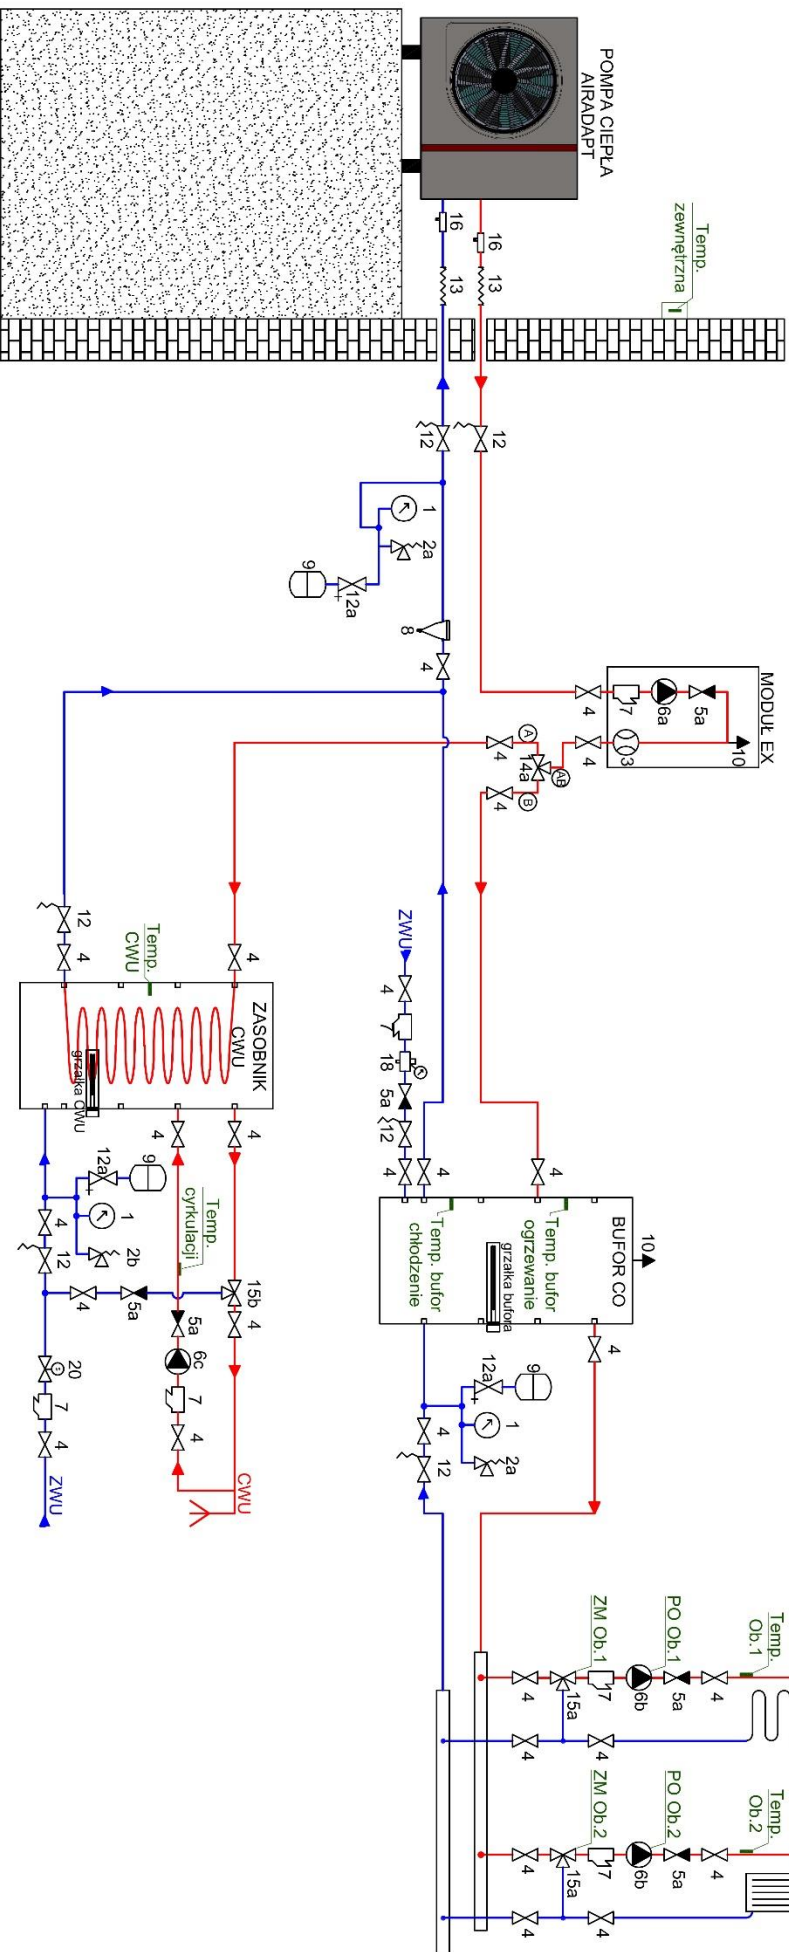 POMPA CIEPŁA
AIRADAPT
16
16
13
13
Temp.
zewnętrzna
12
12
1
2a
12a
9
8
4
MODUŁ EX
10
5a
6a
7
3
4
4
AB
14a
A
B
4
4
ZWU
4
7
18
5a
12
4
4
4
BUFOR CO
10
Temp. bufor
ogrzewanie
grzałka bufora
Temp. bufor
chłodzenie
4
9
12a
1
2a
4
12
Temp.
Ob.1
4
5a
PO Ob.1
6b
7
ZM Ob.1
15a
4
4
4
Temp.
Ob.2
4
5a
PO Ob.2
6b
7
ZM Ob.2
15a
4
4
4
12
4
4
ZASOBNIK
CWU
Temp.
CWU
grzałka CWU
4
4
15b
4
CWU
Temp.
cyrkulacji
5a
6c
7
4
9
12a
1
2b
4
12
4
5a
20
7
4
ZWU